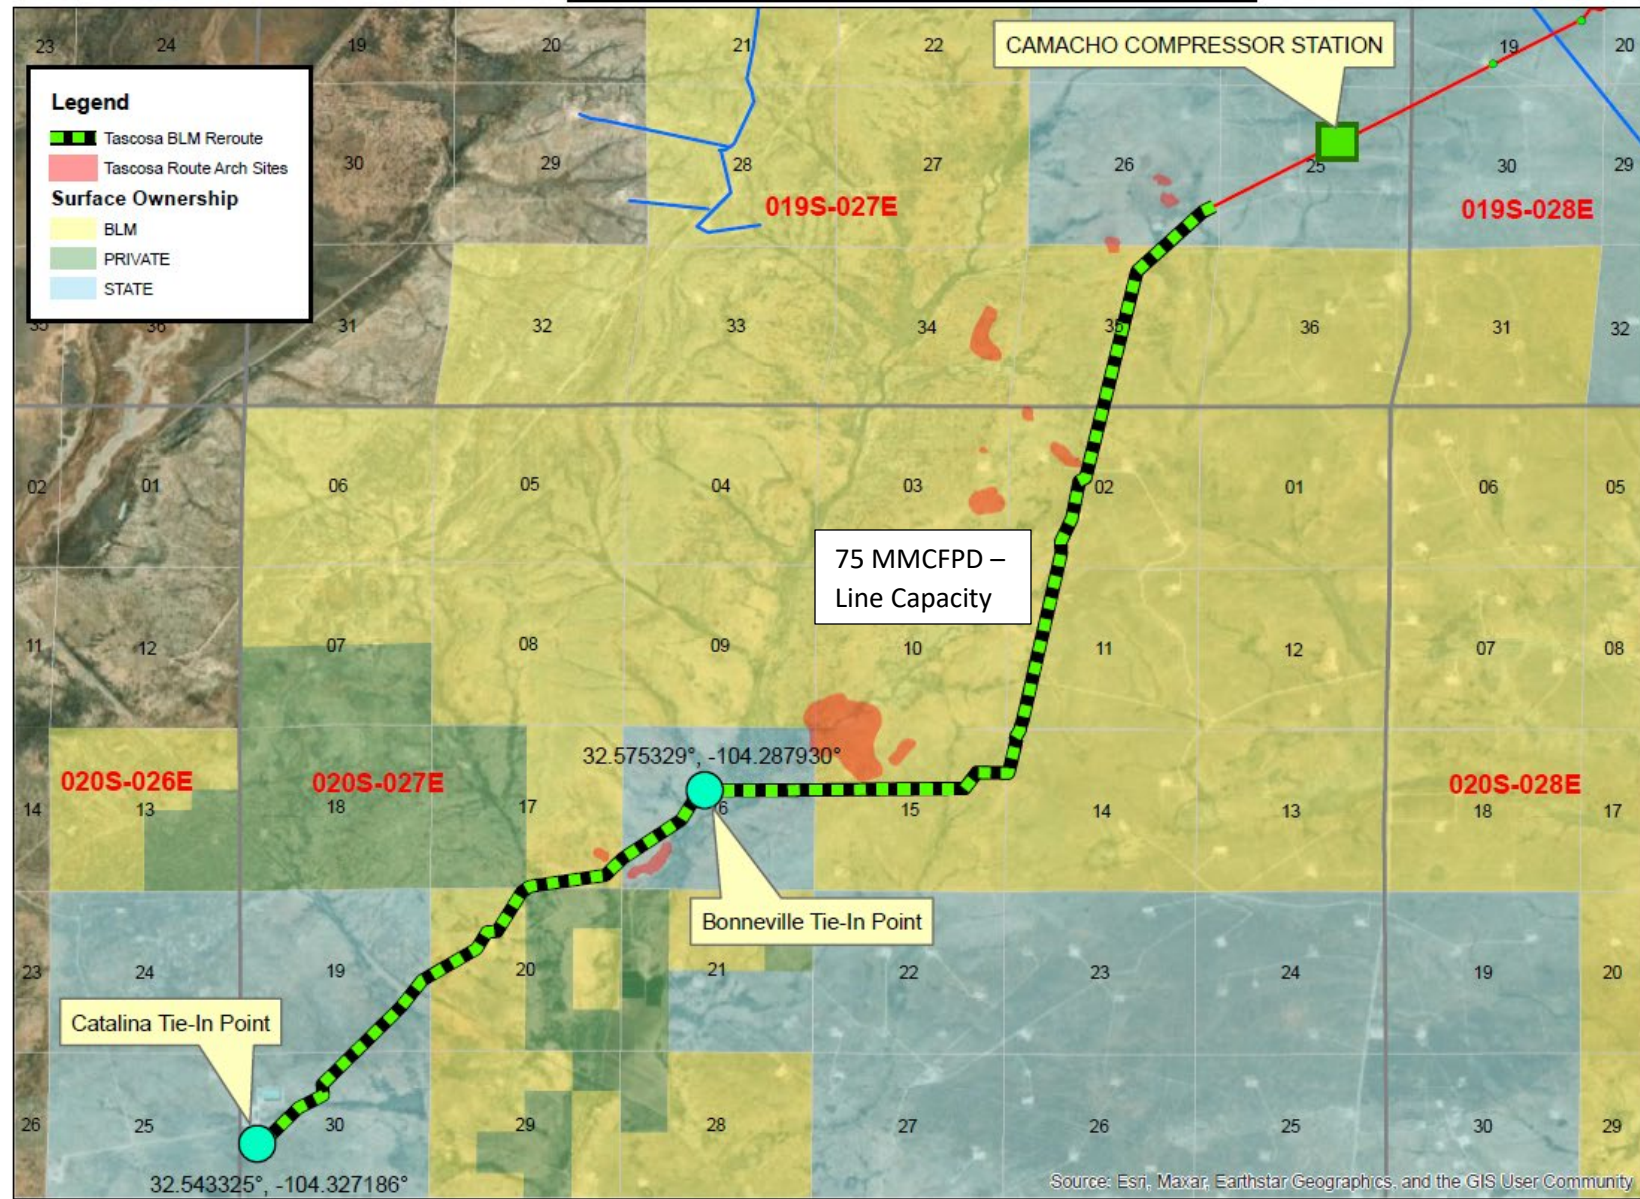 23 24 19 20 21 22 19 20
CAMACHO COMPRESSOR STATION
Legend
Tascosa BLM Reroute
Tascosa Route Arch Sites
Surface Ownership
BLM
PRIVATE
STATE
30 29 28 27 26 25 30 29
019S-027E 019S-028E
35 36 31 32 33 34 35 36 31 32
02 01 06 05 04 03 02 01 06 05
75 MMCFPD –
Line Capacity
11 12 07 08 09 10 11 12 07 08
32.575329°, -104.287930°
020S-026E 020S-027E 020S-028E
14 13 18 17 6 15 14 13 18 17
Bonneville Tie-In Point
23 24 19 20 21 22 23 24 19 20
Catalina Tie-In Point
26 25 30 29 28 27 26 25 30 29
32.543325°, -104.327186°
Source: Esri, Maxar, Earthstar Geographics, and the GIS User Community